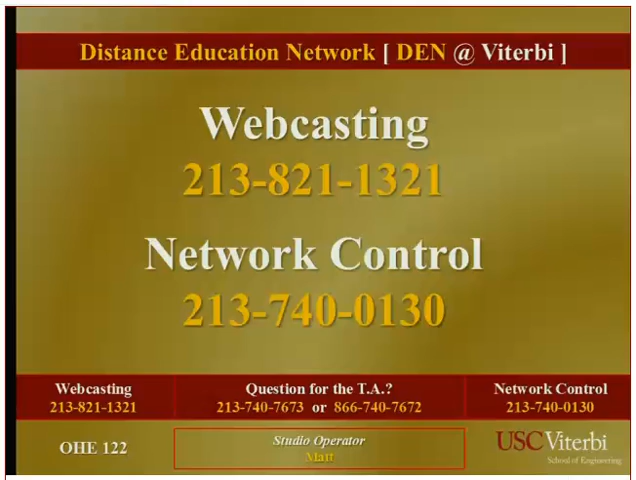 Distance Education Network [ DEN @ Viterbi ]
Webcasting
213-821-1321
Network Control
213-740-0130
Webcasting
213-821-1321
Question for the T.A.?
213-740-7673 or 866-740-7672
Network Control
213-740-0130
OHE 122
Studio Operator
Matt
USC Viterbi
School of Engineering